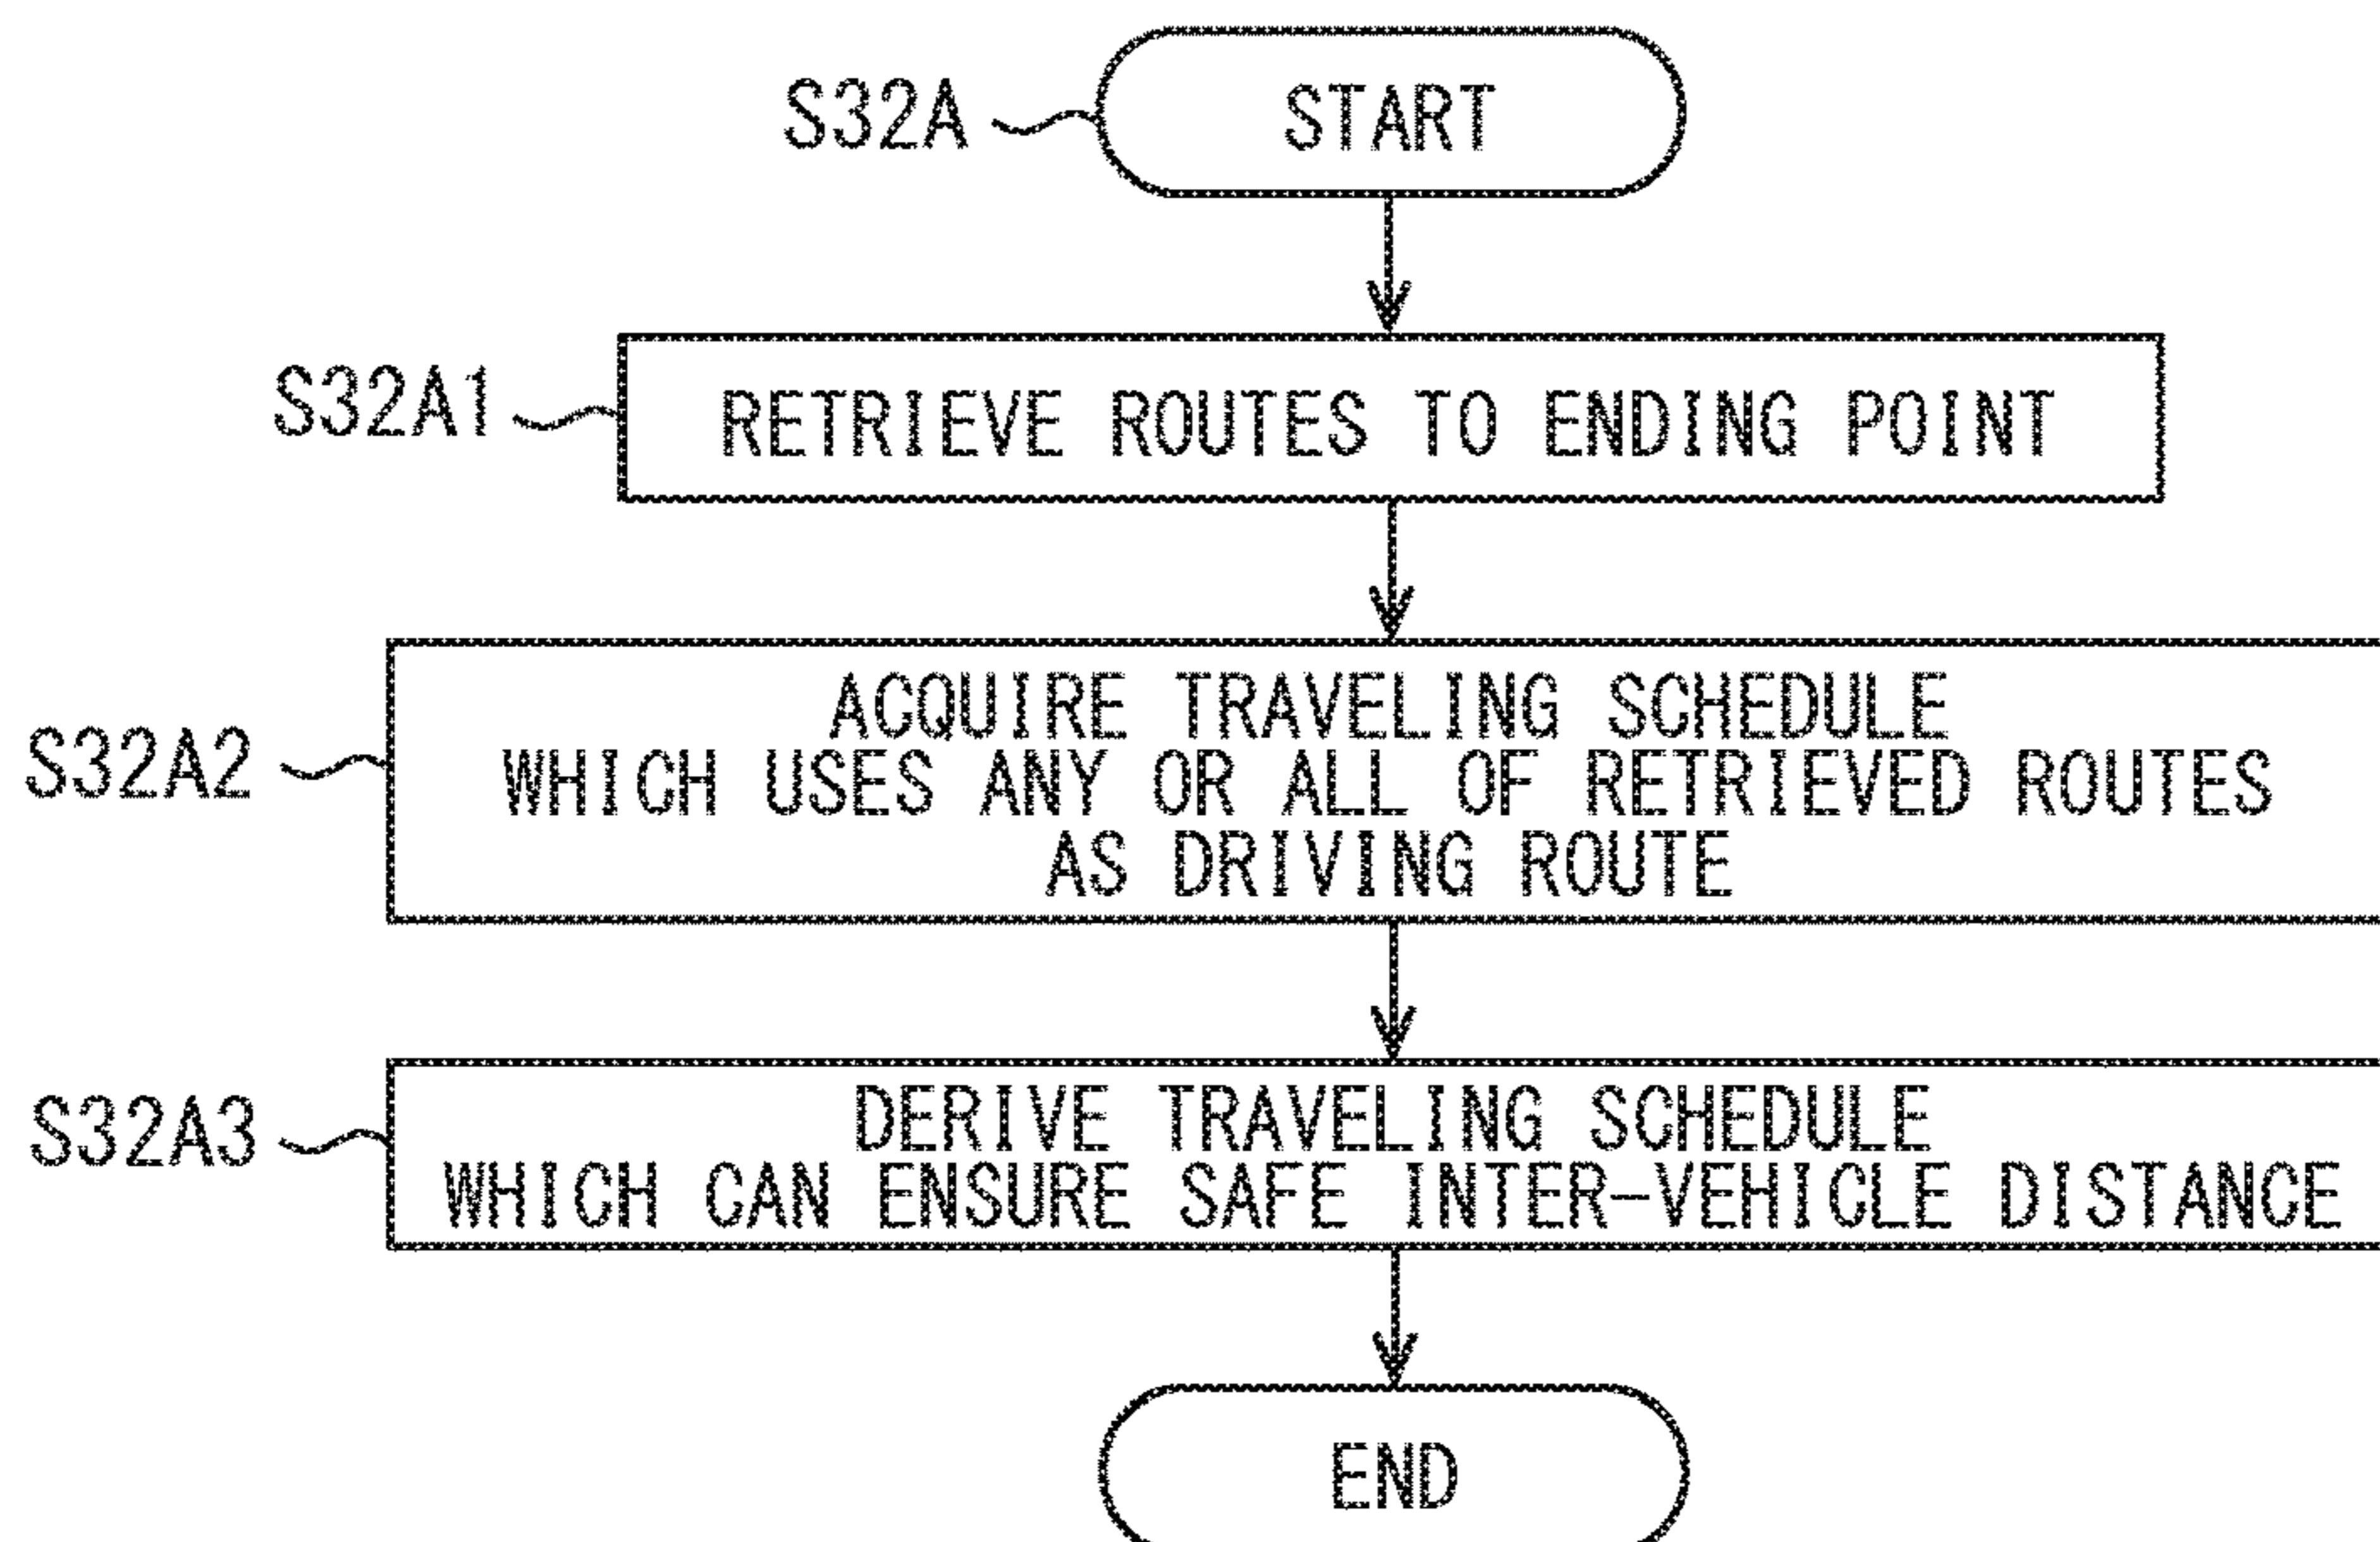 S32A
START
S32A1
RETRIEVE ROUTES TO ENDING POINT
S32A2
ACQUIRE TRAVELING SCHEDULE
WHICH USES ANY OR ALL OF RETRIEVED ROUTES
AS DRIVING ROUTE
S32A3
DERIVE TRAVELING SCHEDULE
WHICH CAN ENSURE SAFE INTER-VEHICLE DISTANCE
END